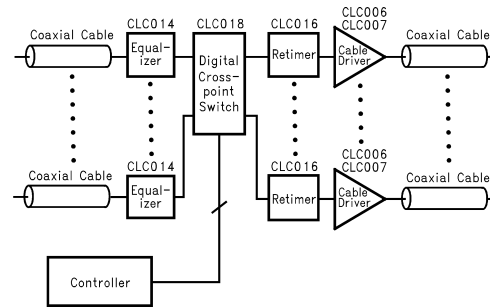 CLC006
CLC007
CLC014
CLC018
CLC016
Coaxial Cable
Equal-
izer
Digital
Cross-
point
Switch
Retimer
Cable
Driver
Coaxial Cable
CLC006
CLC007
CLC014
CLC016
Coaxial Cable
Equal-
izer
Retimer
Cable
Driver
Coaxial Cable
Controller